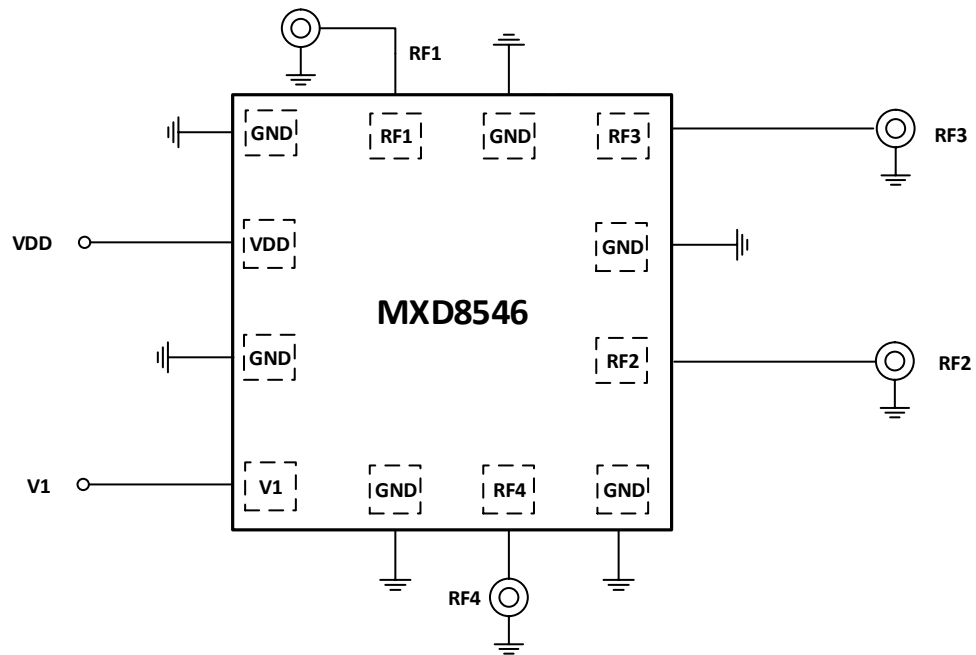 RF1
GND RF1 GND RF3
RF3
VDD
VDD
GND
MXD8546
GND
RF2
RF2
V1
V1
GND RF4 GND
RF4